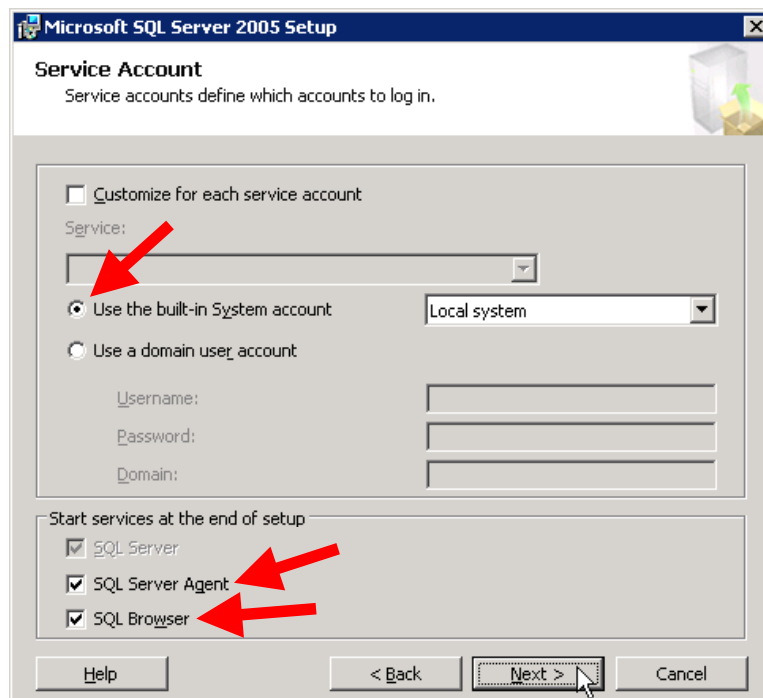 Microsoft SQL Server 2005 Setup
Service Account
Service accounts define which accounts to log in.
Customize for each service account
Service:
Use the built-in System account
Local system
Use a domain user account
Username:
Password:
Domain:
Start services at the end of setup
SQL Server
SQL Server Agent
SQL Browser
Help
< Back
Next >
Cancel